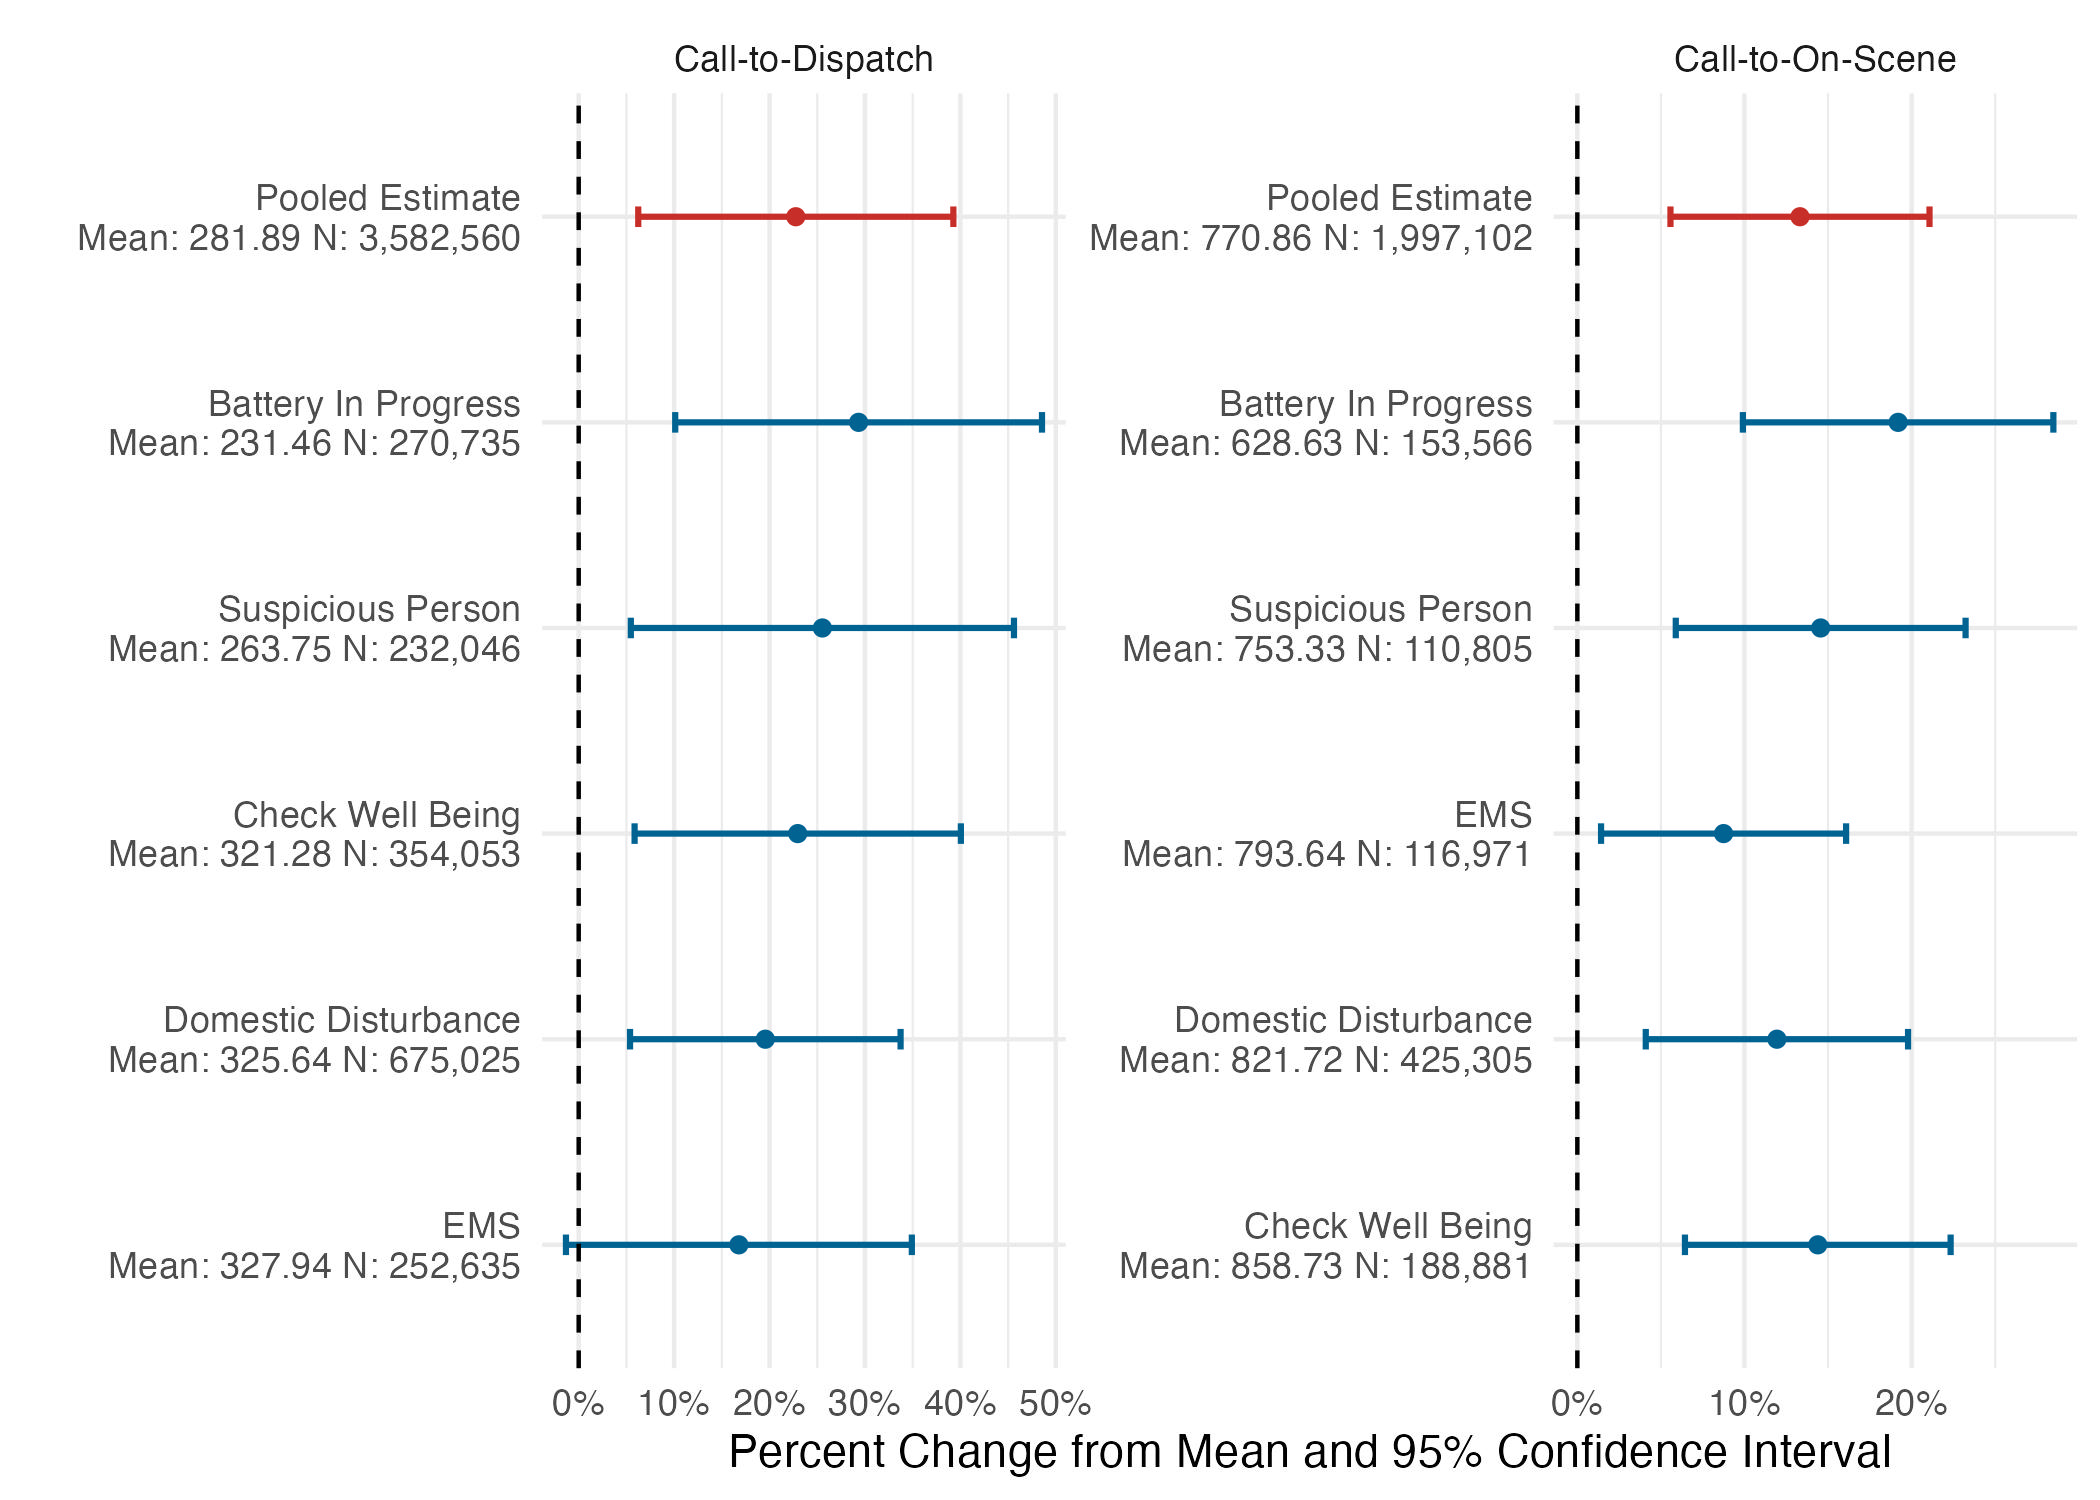 Call-to-Dispatch
Pooled Estimate
Mean: 281.89 N: 3,582,560
Battery In Progress
Mean: 231.46 N: 270,735
Suspicious Person
Mean: 263.75 N: 232,046
Check Well Being
Mean: 321.28 N: 354,053
Domestic Disturbance
Mean: 325.64 N: 675,025
EMS
Mean: 327.94 N: 252,635
0% 10% 20% 30% 40% 50%
Call-to-On-Scene
Pooled Estimate
Mean: 770.86 N: 1,997,102
Battery In Progress
Mean: 628.63 N: 153,566
Suspicious Person
Mean: 753.33 N: 110,805
EMS
Mean: 793.64 N: 116,971
Domestic Disturbance
Mean: 821.72 N: 425,305
Check Well Being
Mean: 858.73 N: 188,881
0% 10% 20%
Percent Change from Mean and 95% Confidence Interval